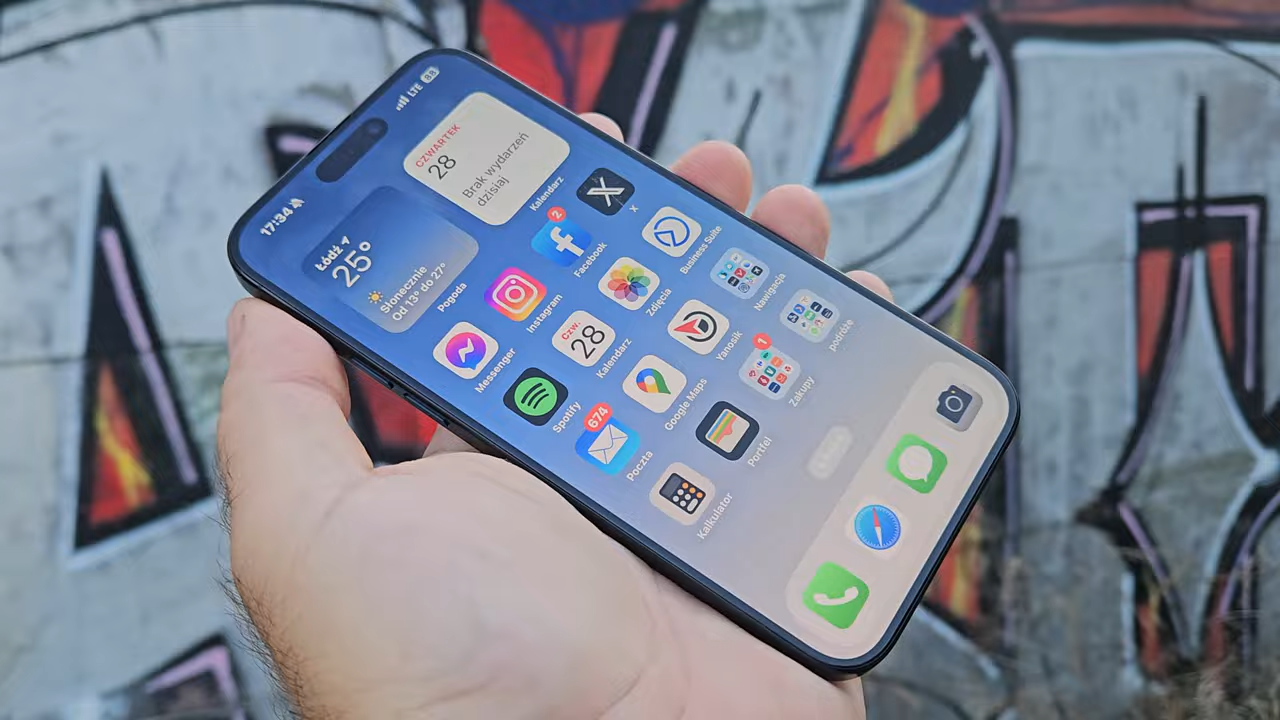 17:34
LTE 88
Łódź
25°
Słonecznie
Od 13° do 27°
Pogoda
CZWARTEK
28
Brak wydarzeń
dzisiaj
Kalendarz
Messenger
Instagram
2
Facebook
X
Spotify
CZW.
28
Kalendarz
Zdjęcia
Business Suite
674
Poczta
Google Maps
Yanosik
Nawigacja
Kalkulator
Portfel
1
Zakupy
podróże